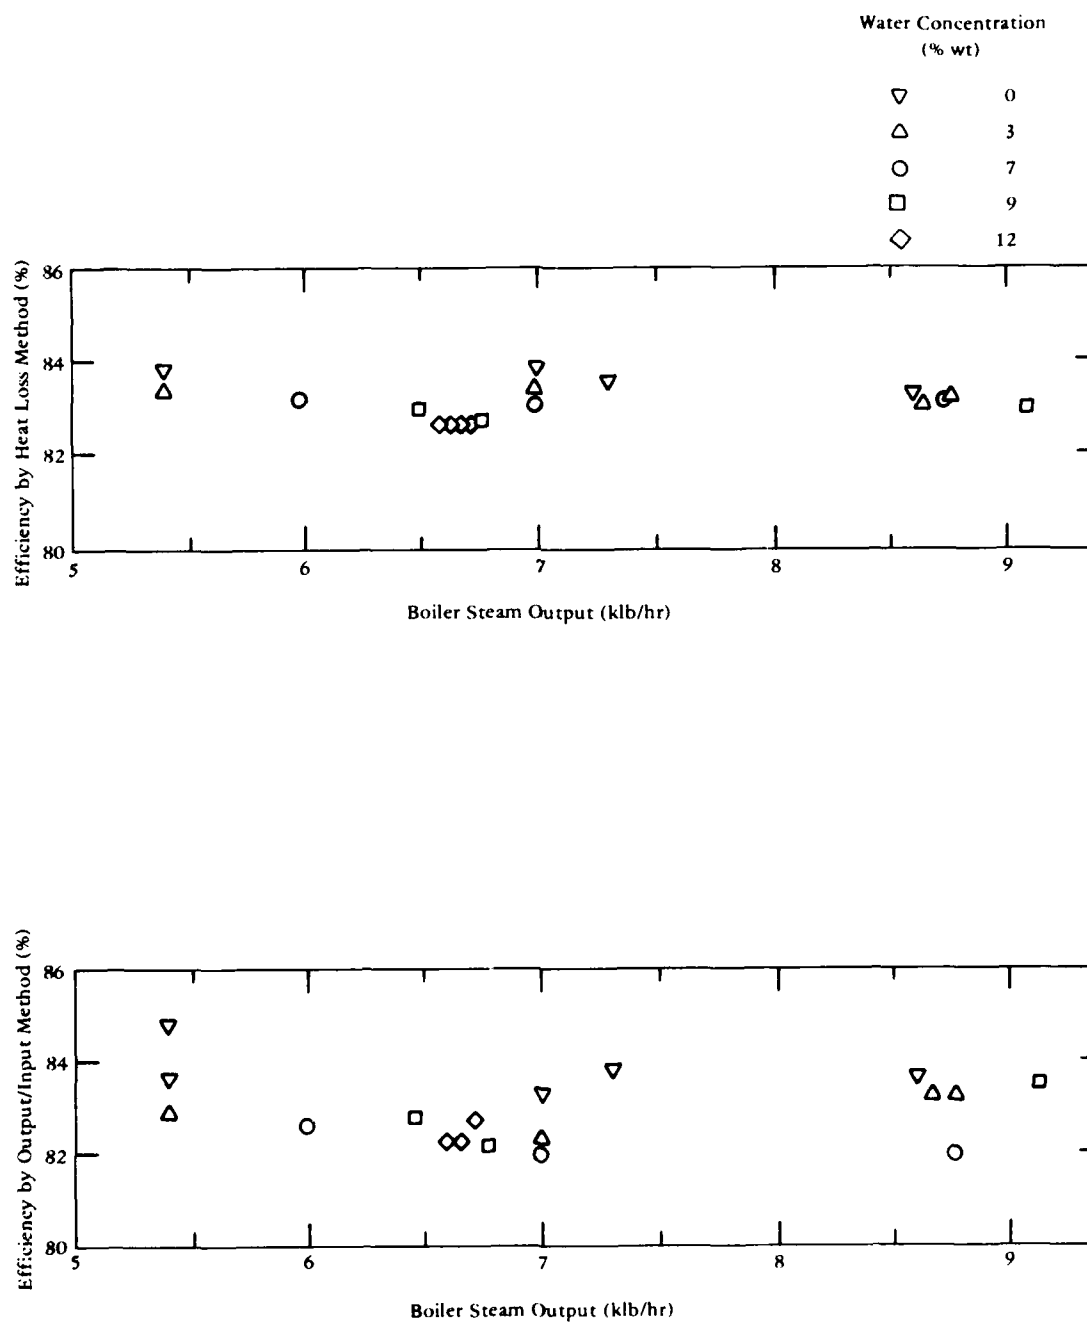 Water Concentration
(% wt)
0
3
7
9
12
Efficiency by Heat Loss Method (%)
86
84
82
80
5 6 7 8 9
Boiler Steam Output (klb/hr)
Efficiency by Output/Input Method (%)
86
84
82
80
5 6 7 8 9
Boiler Steam Output (klb/hr)